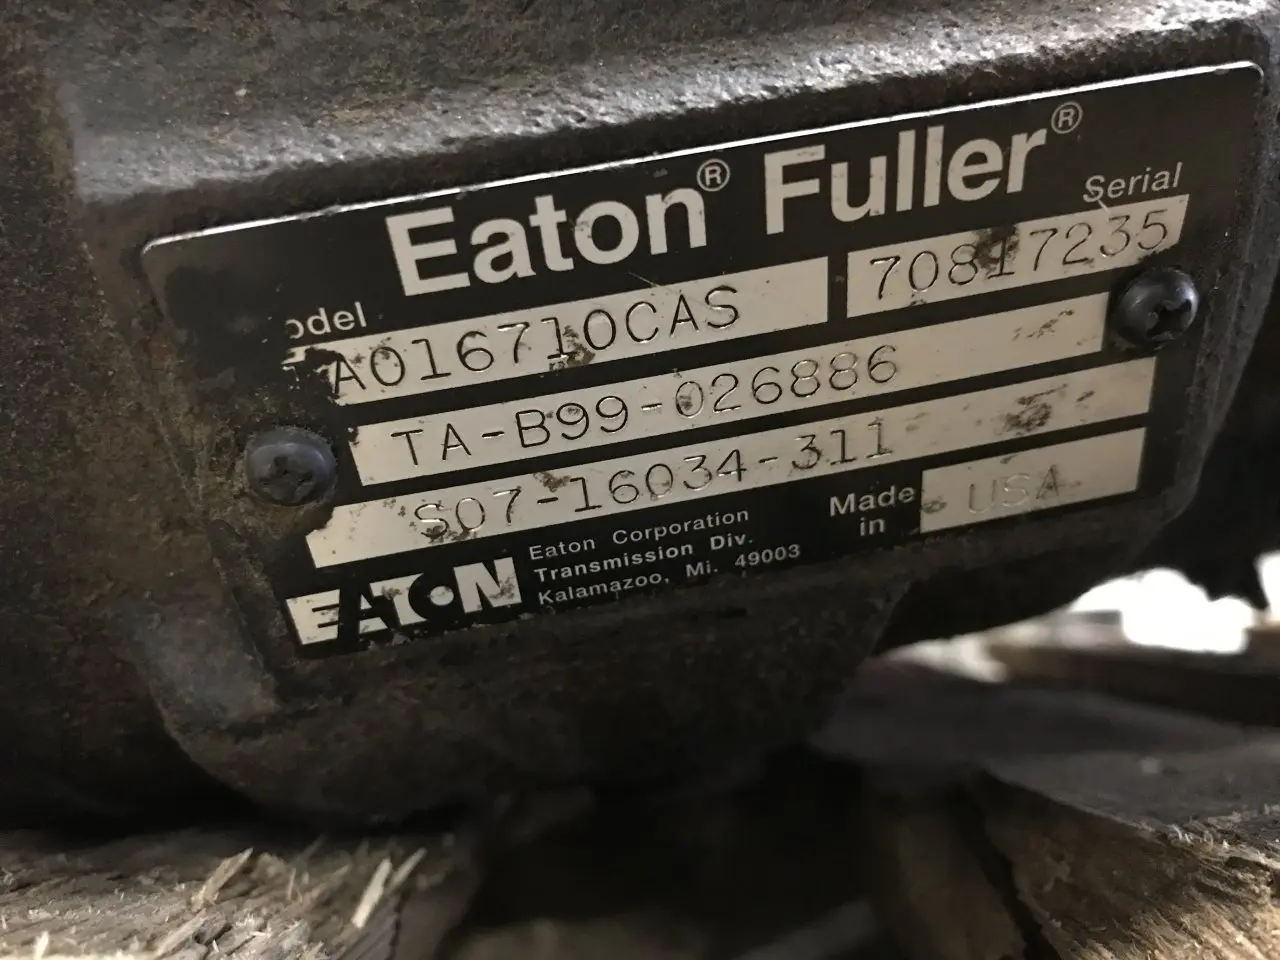 Eaton® Fuller®
odel Serial
A016710CAS 70817235
TA-B99-026886
S07-16034-311
Made in USA
EATON
Eaton Corporation
Transmission Div.
Kalamazoo, Mi. 49003